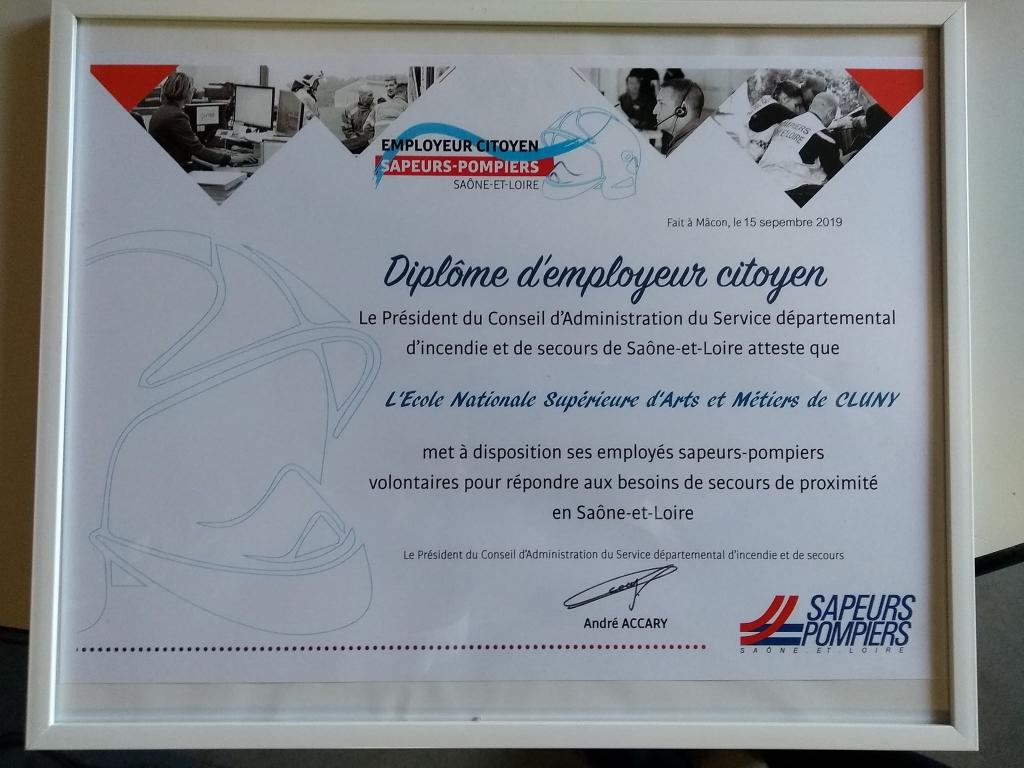 EMPLOYEUR CITOYEN
SAPEURS-POMPIERS
SAÔNE-ET-LOIRE
Fait à Mâcon, le 15 sepembre 2019
Diplôme d'employeur citoyen
Le Président du Conseil d'Administration du Service départemental
d'incendie et de secours de Saône-et-Loire atteste que
L'Ecole Nationale Supérieure d'Arts et Métiers de CLUNY
met à disposition ses employés sapeurs-pompiers
volontaires pour répondre aux besoins de secours de proximité
en Saône-et-Loire
Le Président du Conseil d'Administration du Service départemental d'incendie et de secours
André ACCARY
SAPEURS
POMPIERS
SAÔNE.ET.LOIRE